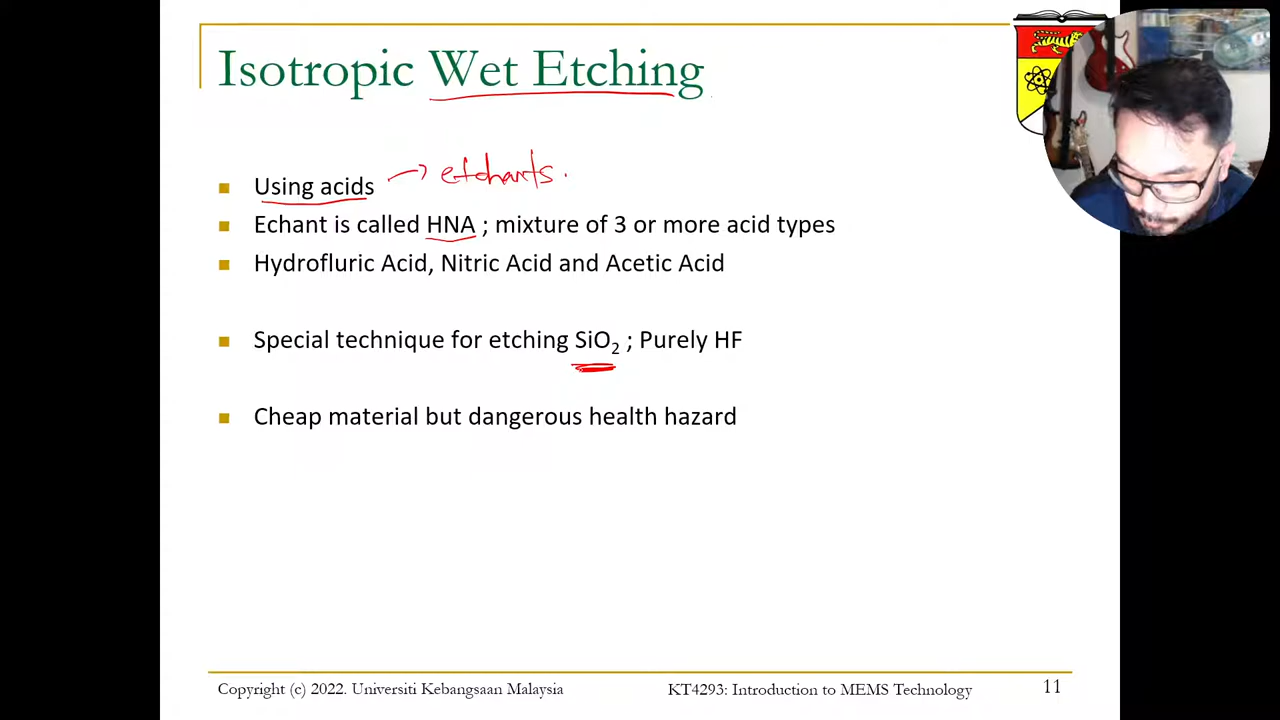 Isotropic Wet Etching
Using acids → etchants.
Echant is called HNA ; mixture of 3 or more acid types
Hydrofluric Acid, Nitric Acid and Acetic Acid
Special technique for etching SiO₂ ; Purely HF
Cheap material but dangerous health hazard
Copyright (c) 2022. Universiti Kebangsaan Malaysia
KT4293: Introduction to MEMS Technology
11